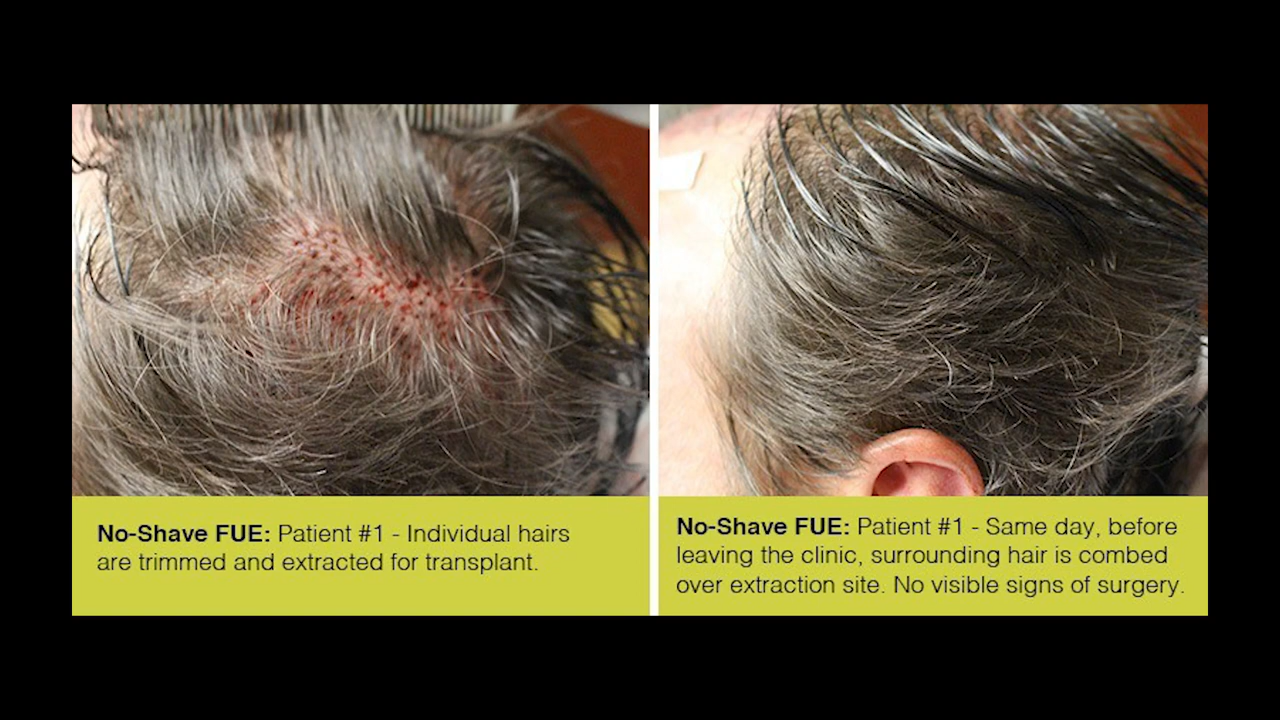 No-Shave FUE: Patient #1 - Individual hairs
are trimmed and extracted for transplant.
No-Shave FUE: Patient #1 - Same day, before
leaving the clinic, surrounding hair is combed
over extraction site. No visible signs of surgery.